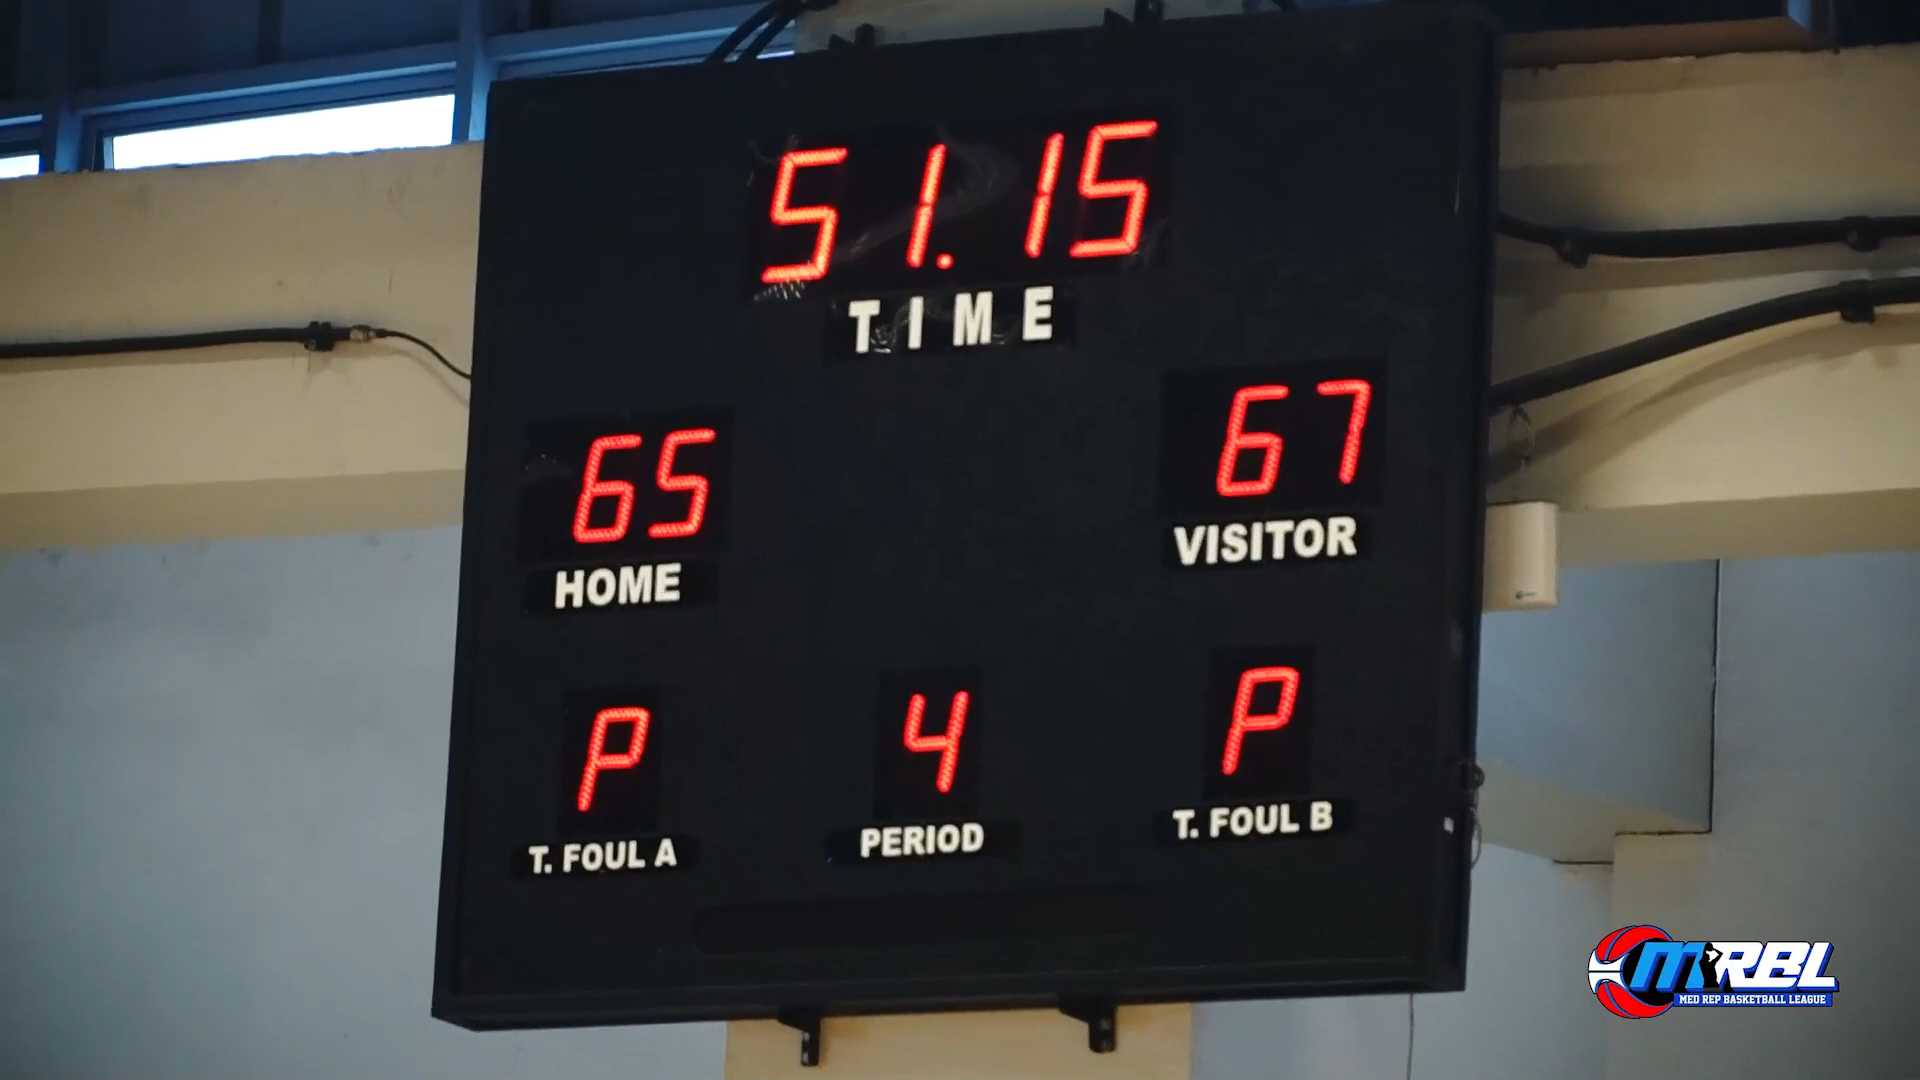 51.15
TIME
65 67
HOME VISITOR
P 4 P
T. FOUL A PERIOD T. FOUL B
MRBL
MED REP BASKETBALL LEAGUE